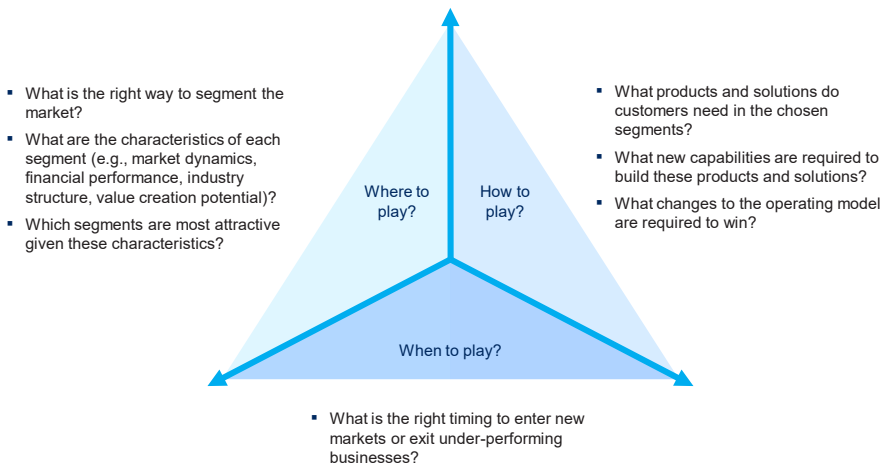 ▪ What is the right way to segment the
market?
▪ What are the characteristics of each
segment (e.g., market dynamics,
financial performance, industry
structure, value creation potential)?
▪ Which segments are most attractive
given these characteristics?
Where to
play?
How to
play?
▪ What products and solutions do
customers need in the chosen
segments?
▪ What new capabilities are required to
build these products and solutions?
▪ What changes to the operating model
are required to win?
When to play?
▪ What is the right timing to enter new
markets or exit under-performing
businesses?